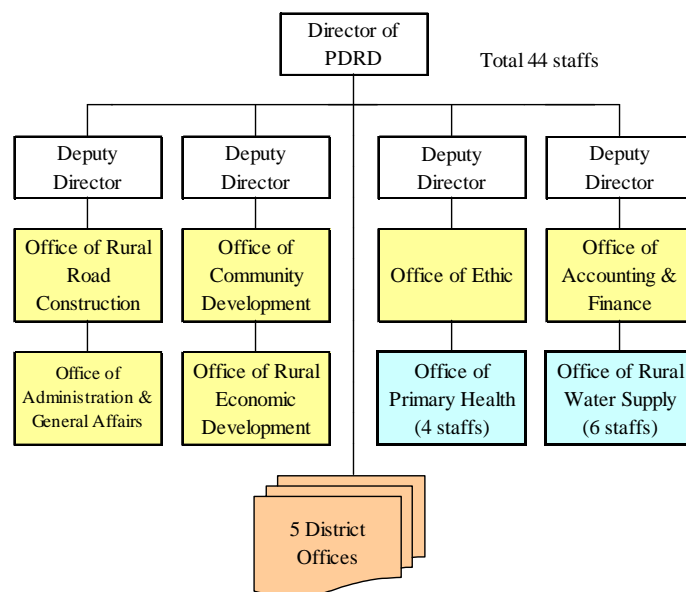 Director of
PDRD
Total 44 staffs
Deputy
Director
Deputy
Director
Deputy
Director
Deputy
Director
Office of Rural
Road
Construction
Office of
Community
Development
Office of Ethic
Office of
Accounting &
Finance
Office of
Administration &
General Affairs
Office of Rural
Economic
Development
Office of
Primary Health
(4 staffs)
Office of Rural
Water Supply
(6 staffs)
5 District
Offices